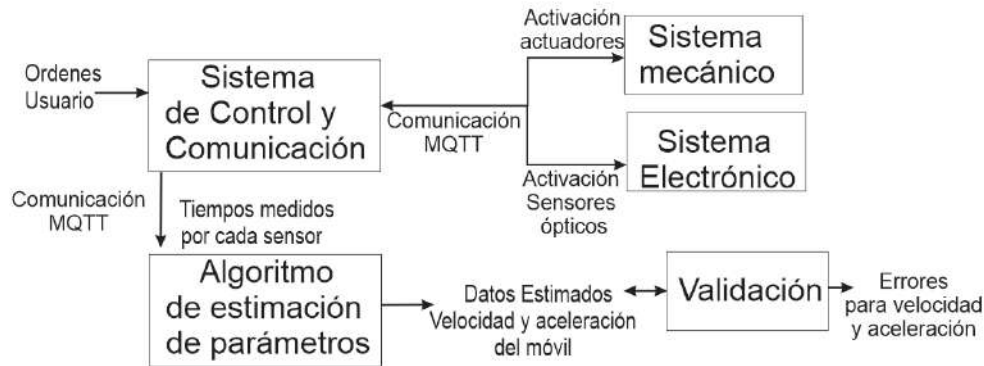 Ordenes
Usuario
Sistema
de Control y
Comunicación
Comunicación
MQTT
Activación
actuadores
Sistema
mecánico
Sistema
Electrónico
Activación
Sensores
ópticos
Comunicación
MQTT
Tiempos medidos
por cada sensor
Algoritmo
de estimación
de parámetros
Datos Estimados
Velocidad y aceleración
del móvil
Validación
Errores
para velocidad
y aceleración